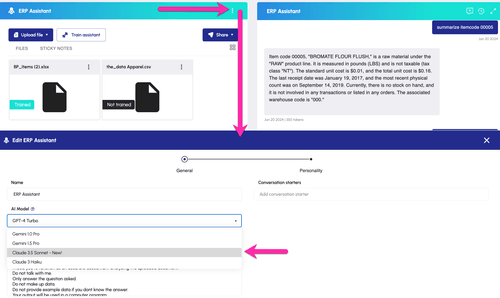 ERP Assistant
Upload file
Train assistant
Share
FILES
STICKY NOTES
BP_Items (2).xlsx
Trained
the_data Apparel.csv
Not trained
ERP Assistant
summarize itemcode 00005
Jun 20 2024
Item code 00005, "BROMATE FLOUR FLUSH," is a raw material under the
"RAW" product line. It is measured in pounds (LBS) and is not taxable (tax
class "NT"). The standard unit cost is $0.01, and the total unit cost is $0.16.
The last receipt date was January 19, 2017, and the most recent physical
count was on September 14, 2019. Currently, there is no stock on hand, and
it is not involved in any transactions or listed in any orders. The associated
warehouse code is "000."
Edit ERP Assistant
General
Personality
Name
ERP Assistant
Conversation starters
Add conversation starter
AI Model
GPT-4 Turbo
Gemini 1.0 Pro
Gemini 1.5 Pro
Claude 3.5 Sonnet - New!
Claude 3 Haiku
Do not talk with me.
Only answer the question asked
Do not make up data.
Do not provide example data if you dont know the answer
Your output will be used in a computer program